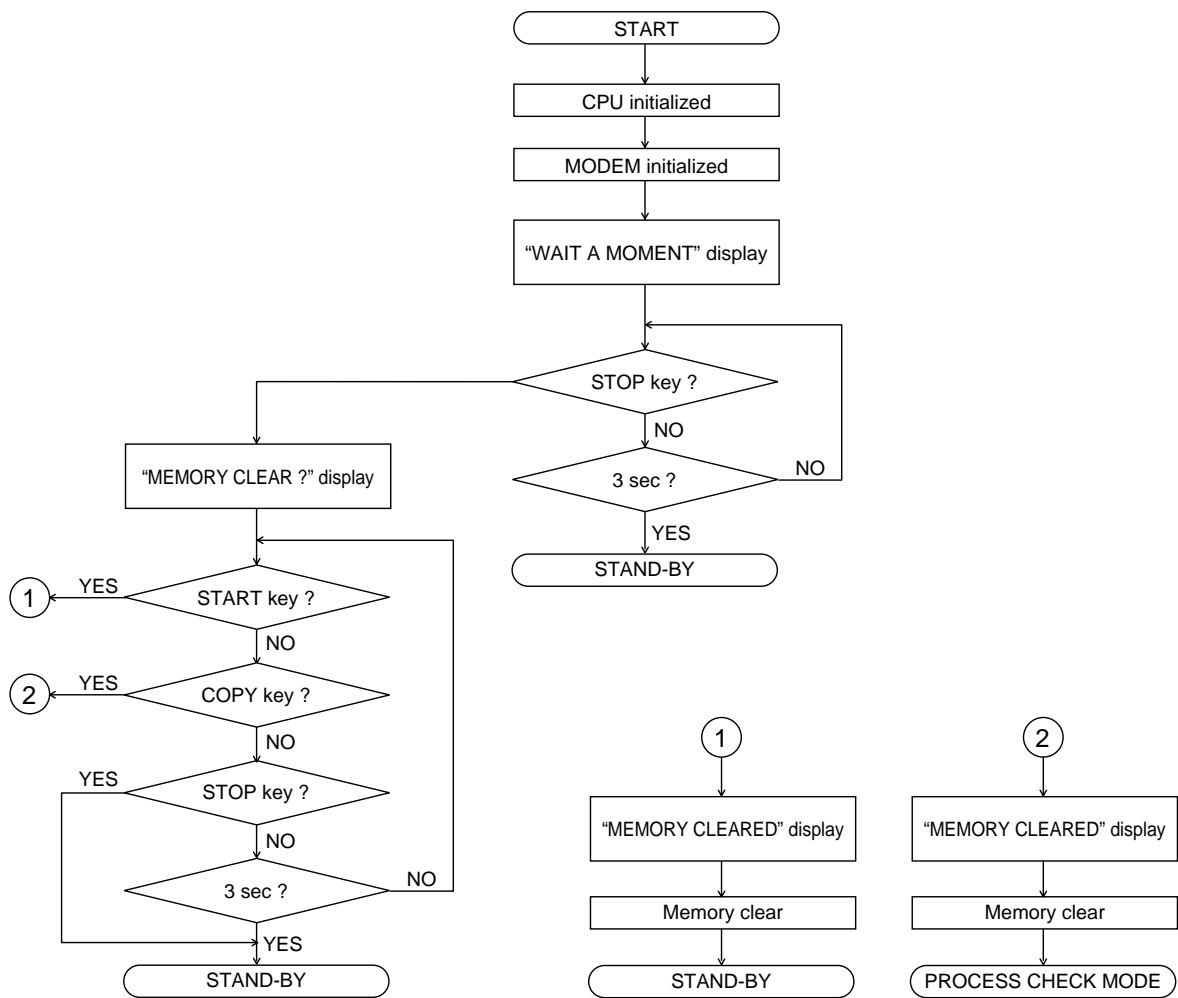 START
CPU initialized
MODEM initialized
“WAIT A MOMENT” display
STOP key ?
NO
3 sec ?
NO
YES
STAND-BY
“MEMORY CLEAR ?” display
START key ?
YES
1
NO
COPY key ?
YES
2
NO
STOP key ?
YES
NO
3 sec ?
NO
YES
STAND-BY
1
“MEMORY CLEARED” display
Memory clear
STAND-BY
2
“MEMORY CLEARED” display
Memory clear
PROCESS CHECK MODE